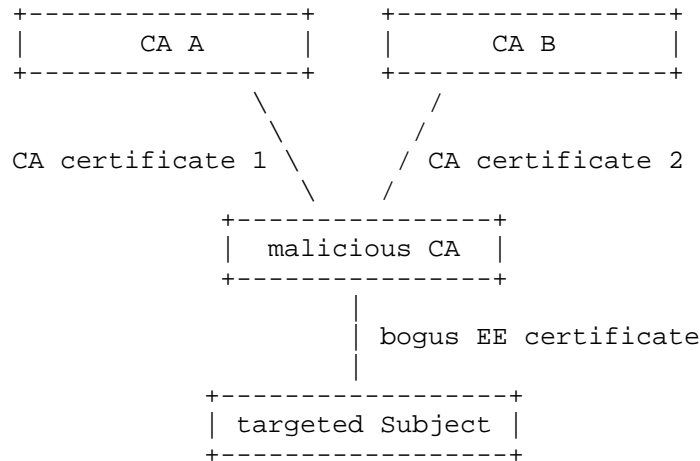 CA A CA B
CA certificate 1 CA certificate 2
malicious CA
bogus EE certificate
targeted Subject